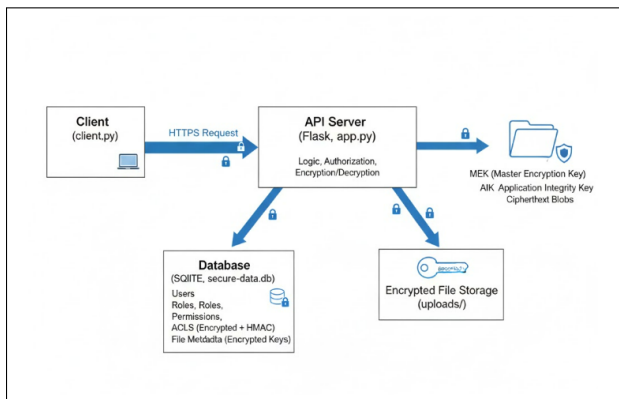 Client
(client.py)
HTTPS Request
API Server
(Flask, app.py)
Logic, Authorization,
Encryption/Decryption
MEK (Master Encryption Key)
AIK Application Integrity Key
Cipherthext Blobs
Database
(SQIITE, secure-data.db)
Users
Roles, Roles,
Permissions,
ACLS (Encrypted + HMAC)
File Metdadta (Encrypted Keys)
Encrypted File Storage
(uploads/)